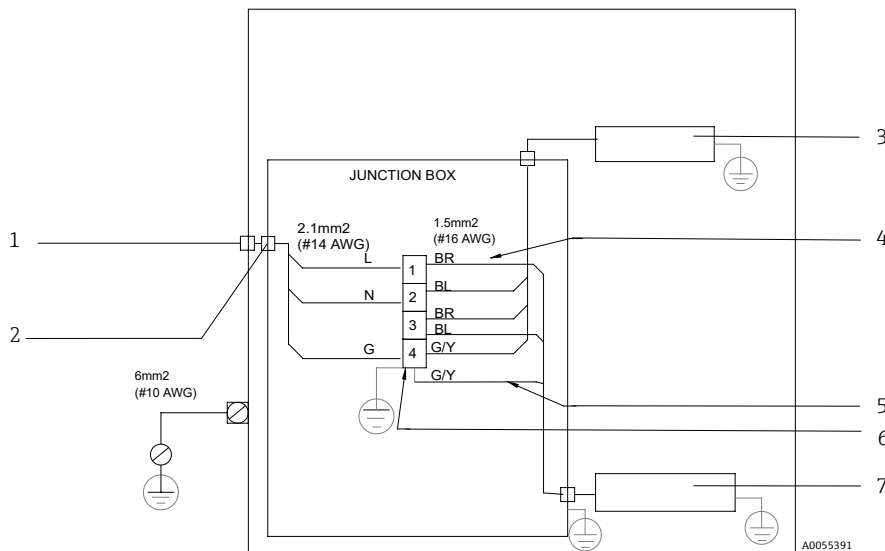 JUNCTION BOX
3
1
2.1mm2
(#14 AWG)
1.5mm2
(#16 AWG)
4
L
1
BR
N
2
BL
2
3
BR
BL
G
4
G/Y
G/Y
6mm2
(#10 AWG)
5
6
7
A0055391